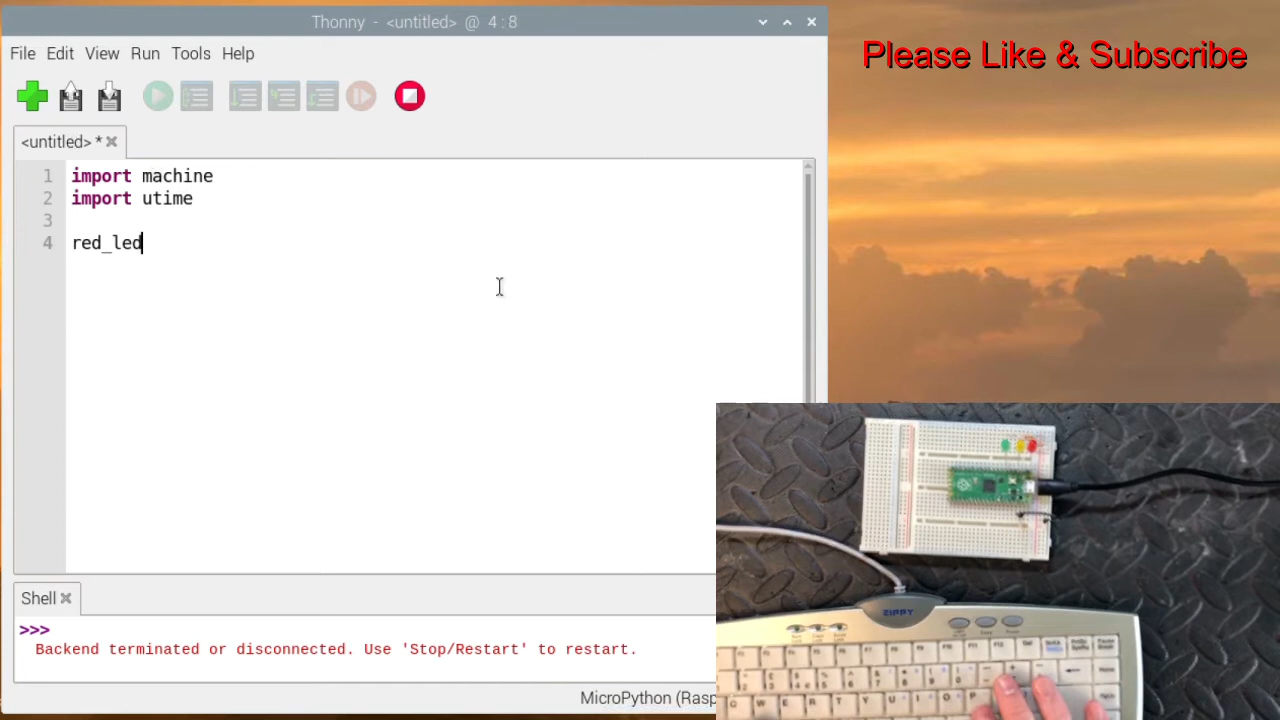 Thonny - <untitled> @ 4 : 8
File Edit View Run Tools Help
Please Like & Subscribe
<untitled> *
1 import machine
2 import utime
3
4 red_led
Shell
>>>
Backend terminated or disconnected. Use 'Stop/Restart' to restart.
MicroPython (Rasp
ZIPPY